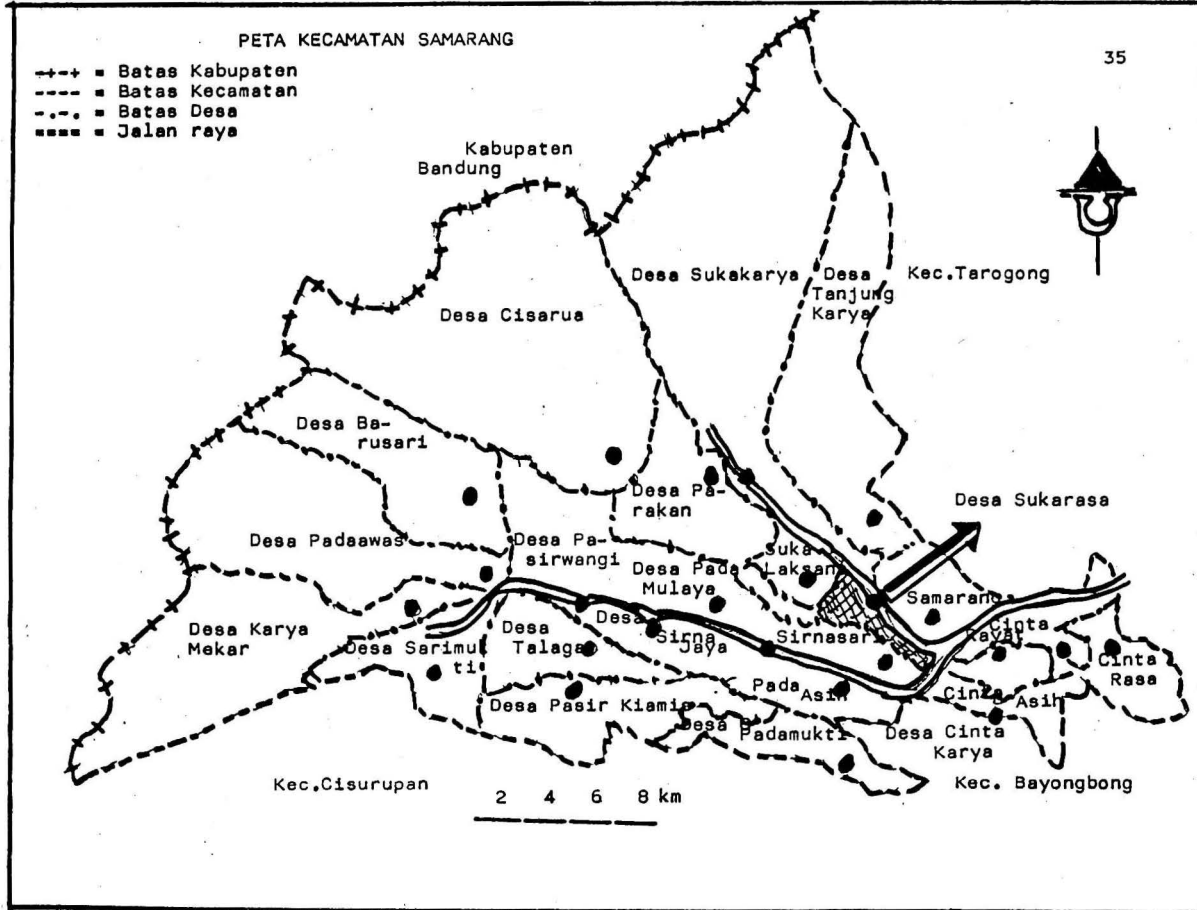 PETA KECAMATAN SAMARANG
35
+-+-+ = Batas Kabupaten
---- = Batas Kecamatan
-.-. = Batas Desa
==== = Jalan raya
Kabupaten
Bandung
Desa Sukakarya
Desa
Tanjung
Karya
Kec.Tarogong
Desa Cisarua
Desa Ba-
rusari
Desa Pa-
rakan
Desa Sukarasa
Desa Padaawas
Desa Pa-
sirwangi
Suka
Laksana
Desa Pada
Mulaya
Samarang
Desa Karya
Mekar
Desa Sarimuk
ti
Desa
Talaga
Desa
Sirna
Jaya
Sirnasari
Cinta
Rayat
Cinta
Rasa
Pada Asih
Cinta
Asih
Desa Pasir Kiamis
Desa
Padamukti
Desa Cinta
Karya
Kec.Cisurupan
Kec. Bayongbong
2 4 6 8 km